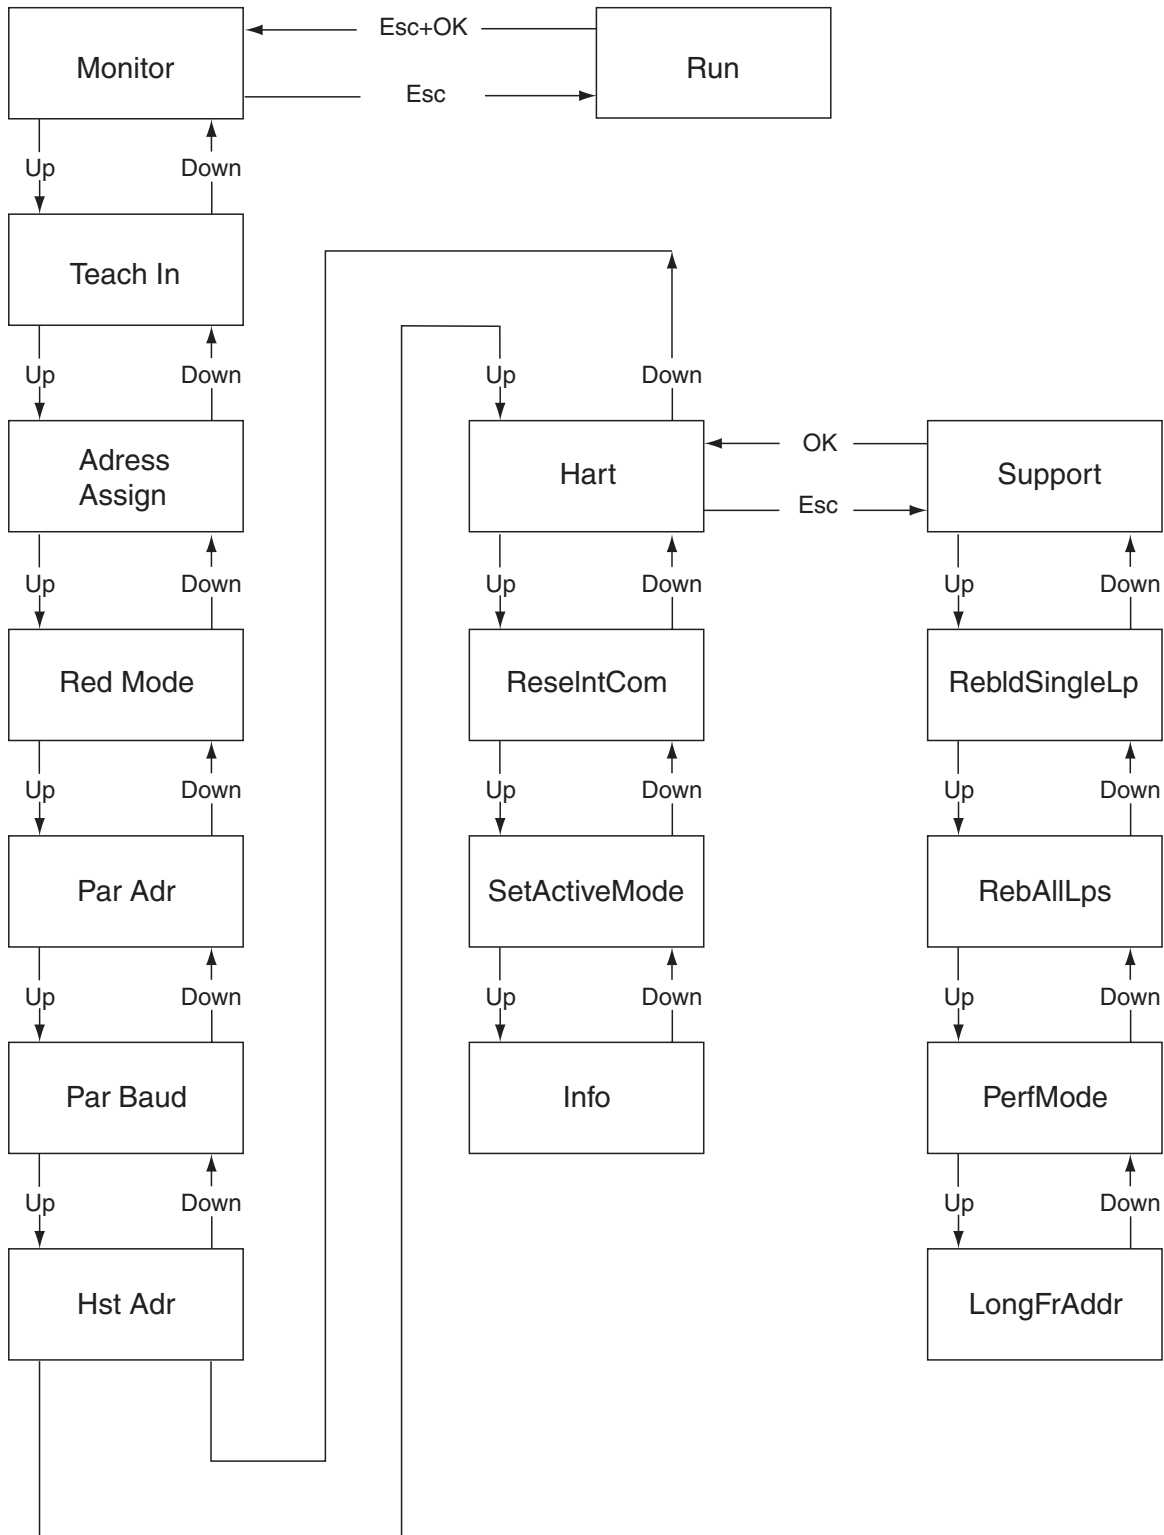 Esc+OK
Monitor
Run
Esc
Up
Down
Teach In
Up
Down
Up
Down
Adress
Assign
Hart
OK
Support
Esc
Up
Down
Up
Down
Up
Down
Red Mode
ReseIntCom
RebldSingleLp
Up
Down
Up
Down
Up
Down
Par Adr
SetActiveMode
RebAllLps
Up
Down
Up
Down
Up
Down
Par Baud
Info
PerfMode
Up
Down
Up
Down
Hst Adr
LongFrAddr